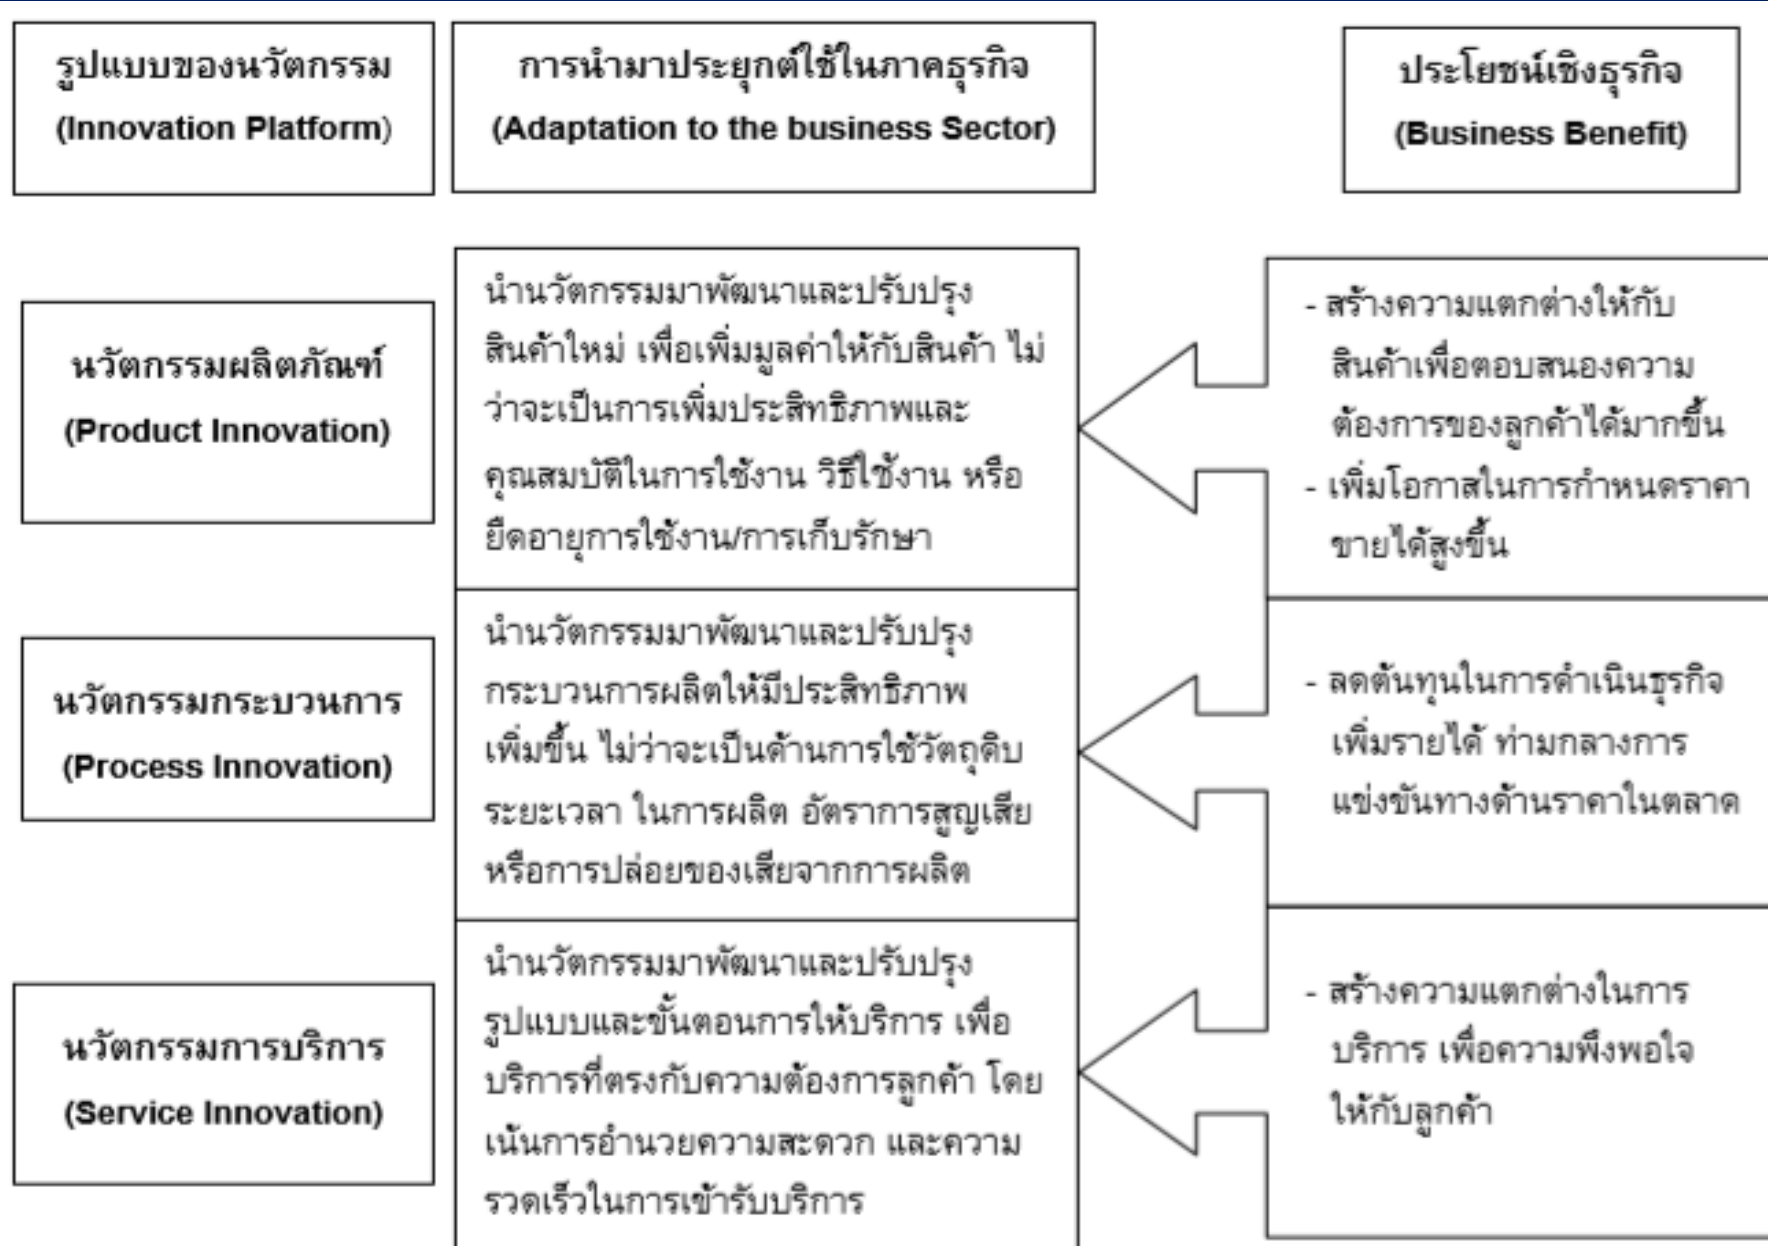 รูปแบบของนวัตกรรม
(Innovation Platform)
การนำมาประยุกต์ใช้ในภาคธุรกิจ
(Adaptation to the business Sector)
ประโยชน์เชิงธุรกิจ
(Business Benefit)
นวัตกรรมผลิตภัณฑ์
(Product Innovation)
นำนวัตกรรมมาพัฒนาและปรับปรุง
สินค้าใหม่ เพื่อเพิ่มมูลค่าให้กับสินค้า ไม่
ว่าจะเป็นการเพิ่มประสิทธิภาพและ
คุณสมบัติในการใช้งาน วิธีใช้งาน หรือ
ยืดอายุการใช้งาน/การเก็บรักษา
- สร้างความแตกต่างให้กับ
สินค้าเพื่อตอบสนองความ
ต้องการของลูกค้าได้มากขึ้น
- เพิ่มโอกาสในการกำหนดราคา
ขายได้สูงขึ้น
นวัตกรรมกระบวนการ
(Process Innovation)
นำนวัตกรรมมาพัฒนาและปรับปรุง
กระบวนการผลิตให้มีประสิทธิภาพ
เพิ่มขึ้น ไม่ว่าจะเป็นด้านการใช้วัตถุดิบ
ระยะเวลา ในการผลิต อัตราการสูญเสีย
หรือการปล่อยของเสียจากการผลิต
- ลดต้นทุนในการดำเนินธุรกิจ
เพิ่มรายได้ ท่ามกลางการ
แข่งขันทางด้านราคาในตลาด
นวัตกรรมการบริการ
(Service Innovation)
นำนวัตกรรมมาพัฒนาและปรับปรุง
รูปแบบและขั้นตอนการให้บริการ เพื่อ
บริการที่ตรงกับความต้องการลูกค้า โดย
เน้นการอำนวยความสะดวก และความ
รวดเร็วในการเข้ารับบริการ
- สร้างความแตกต่างในการ
บริการ เพื่อความพึงพอใจ
ให้กับลูกค้า